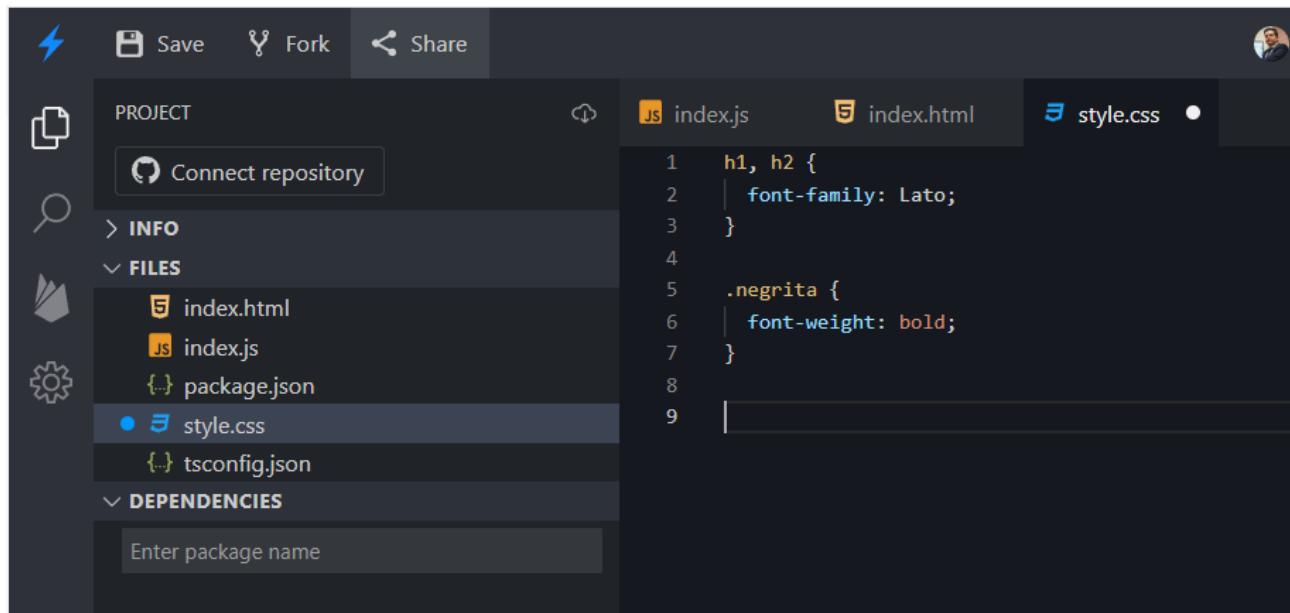 Save Fork Share
PROJECT
Connect repository
INFO
FILES
index.html
index.js
package.json
style.css
tsconfig.json
DEPENDENCIES
Enter package name
index.js index.html style.css
1 h1, h2 {
2 font-family: Lato;
3 }
4
5 .negrita {
6 font-weight: bold;
7 }
8
9